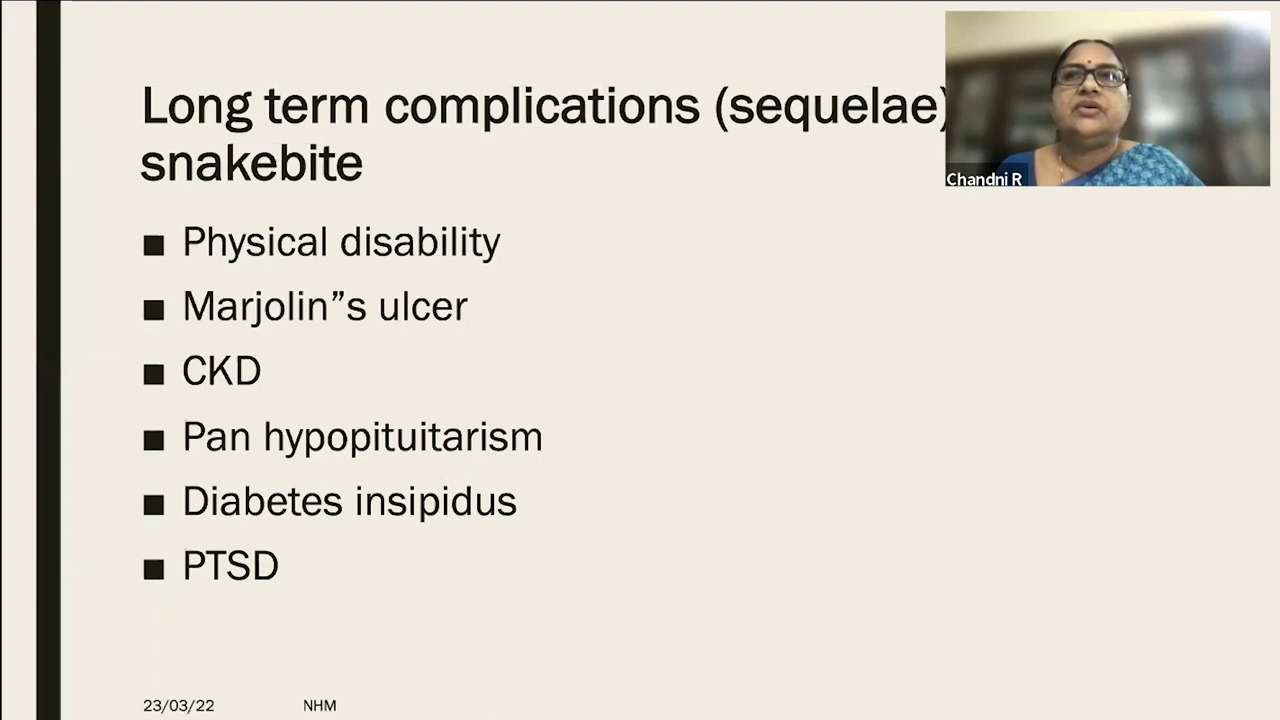 Long term complications (sequelae)
snakebite
■ Physical disability
■ Marjolin”s ulcer
■ CKD
■ Pan hypopituitarism
■ Diabetes insipidus
■ PTSD
23/03/22 NHM
Chandni R